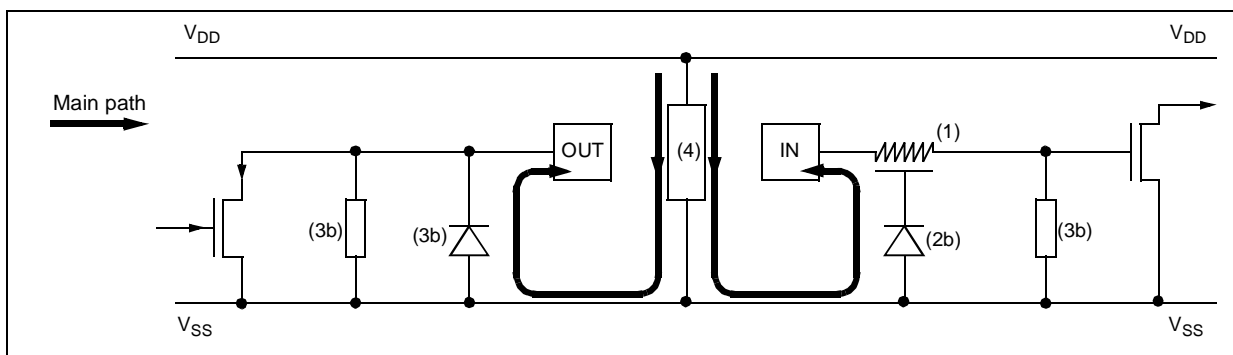 VDD
VDD
Main path
OUT
(4)
IN
(1)
(3b)
(3b)
(2b)
(3b)
VSS
VSS